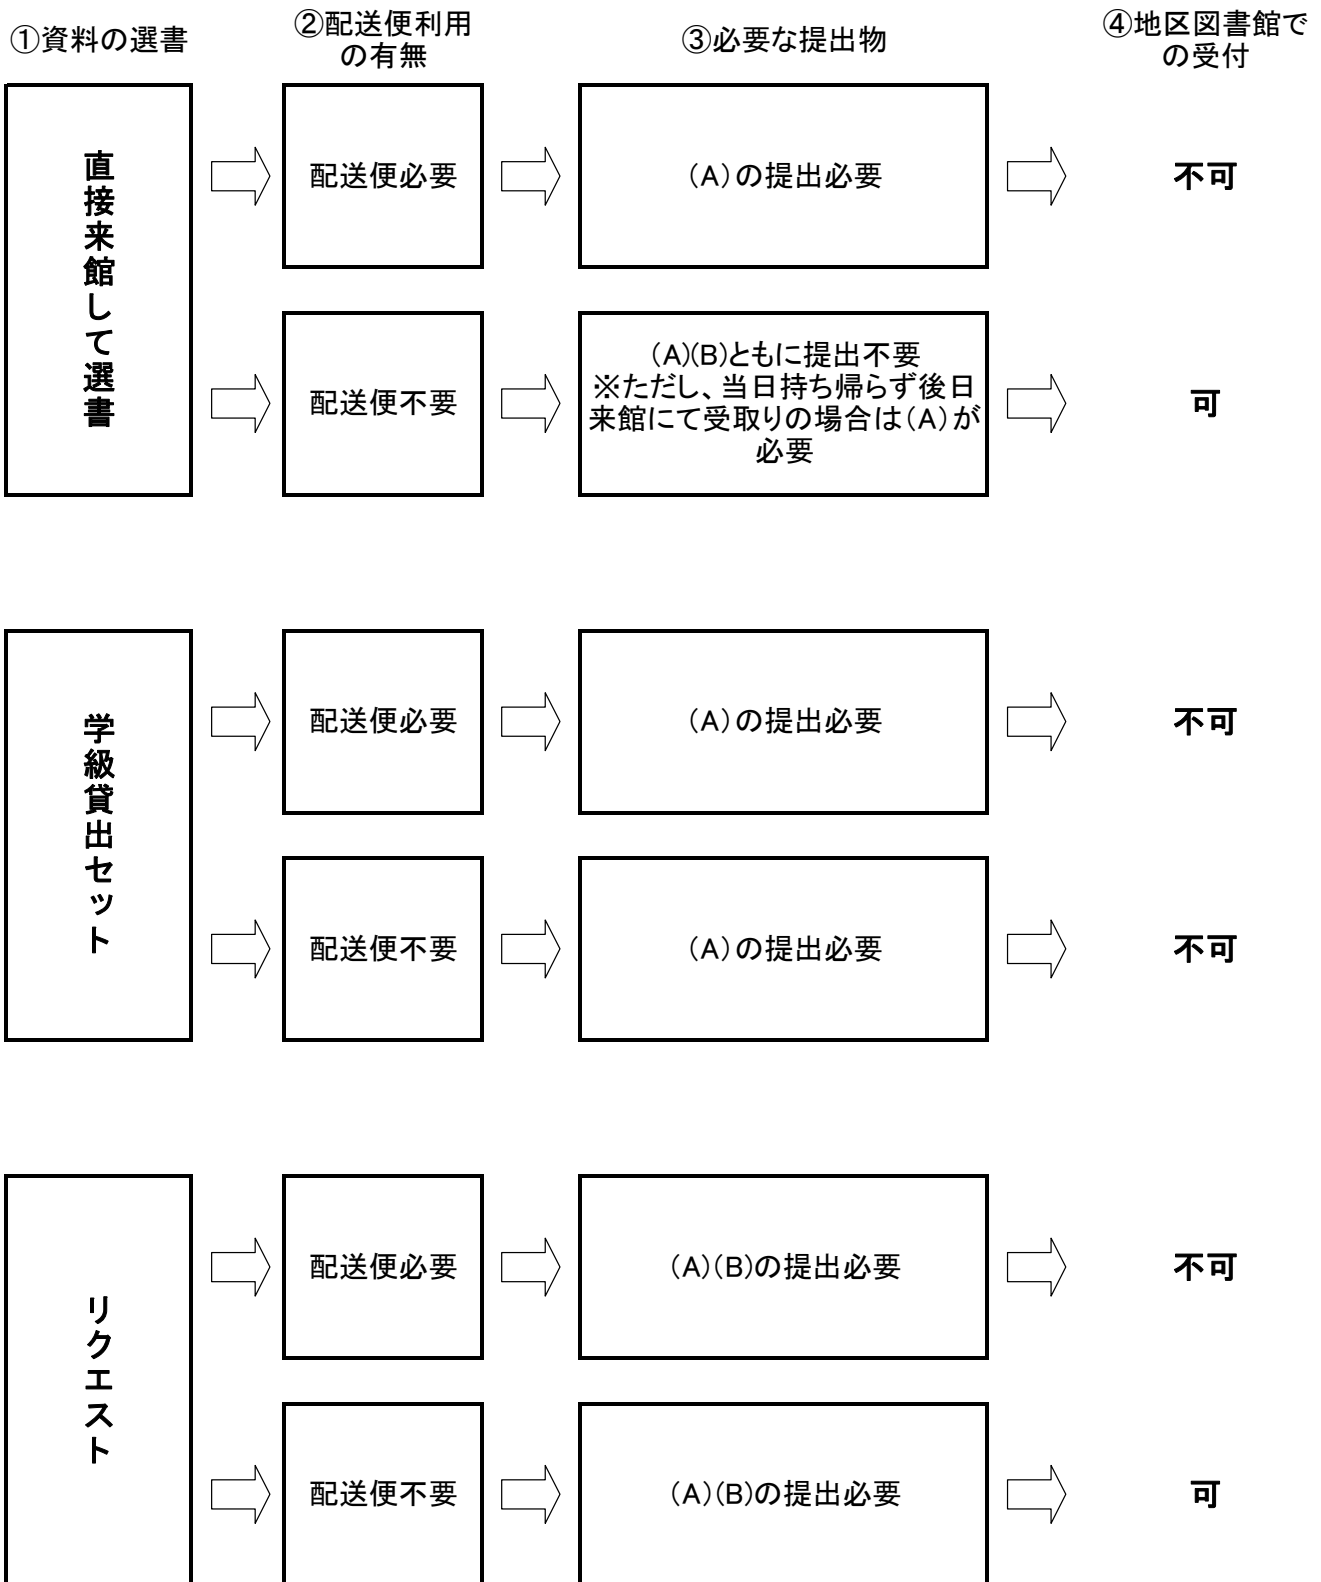 ①資料の選書
②配送便利用
の有無
③必要な提出物
④地区図書館で
の受付
直接来館して選書
配送便必要
(A)の提出必要
不可
配送便不要
(A)(B)ともに提出不要
※ただし、当日持ち帰らず後日
来館にて受取りの場合は(A)が
必要
可
学級貸出セット
配送便必要
(A)の提出必要
不可
配送便不要
(A)の提出必要
不可
リクエスト
配送便必要
(A)(B)の提出必要
不可
配送便不要
(A)(B)の提出必要
可